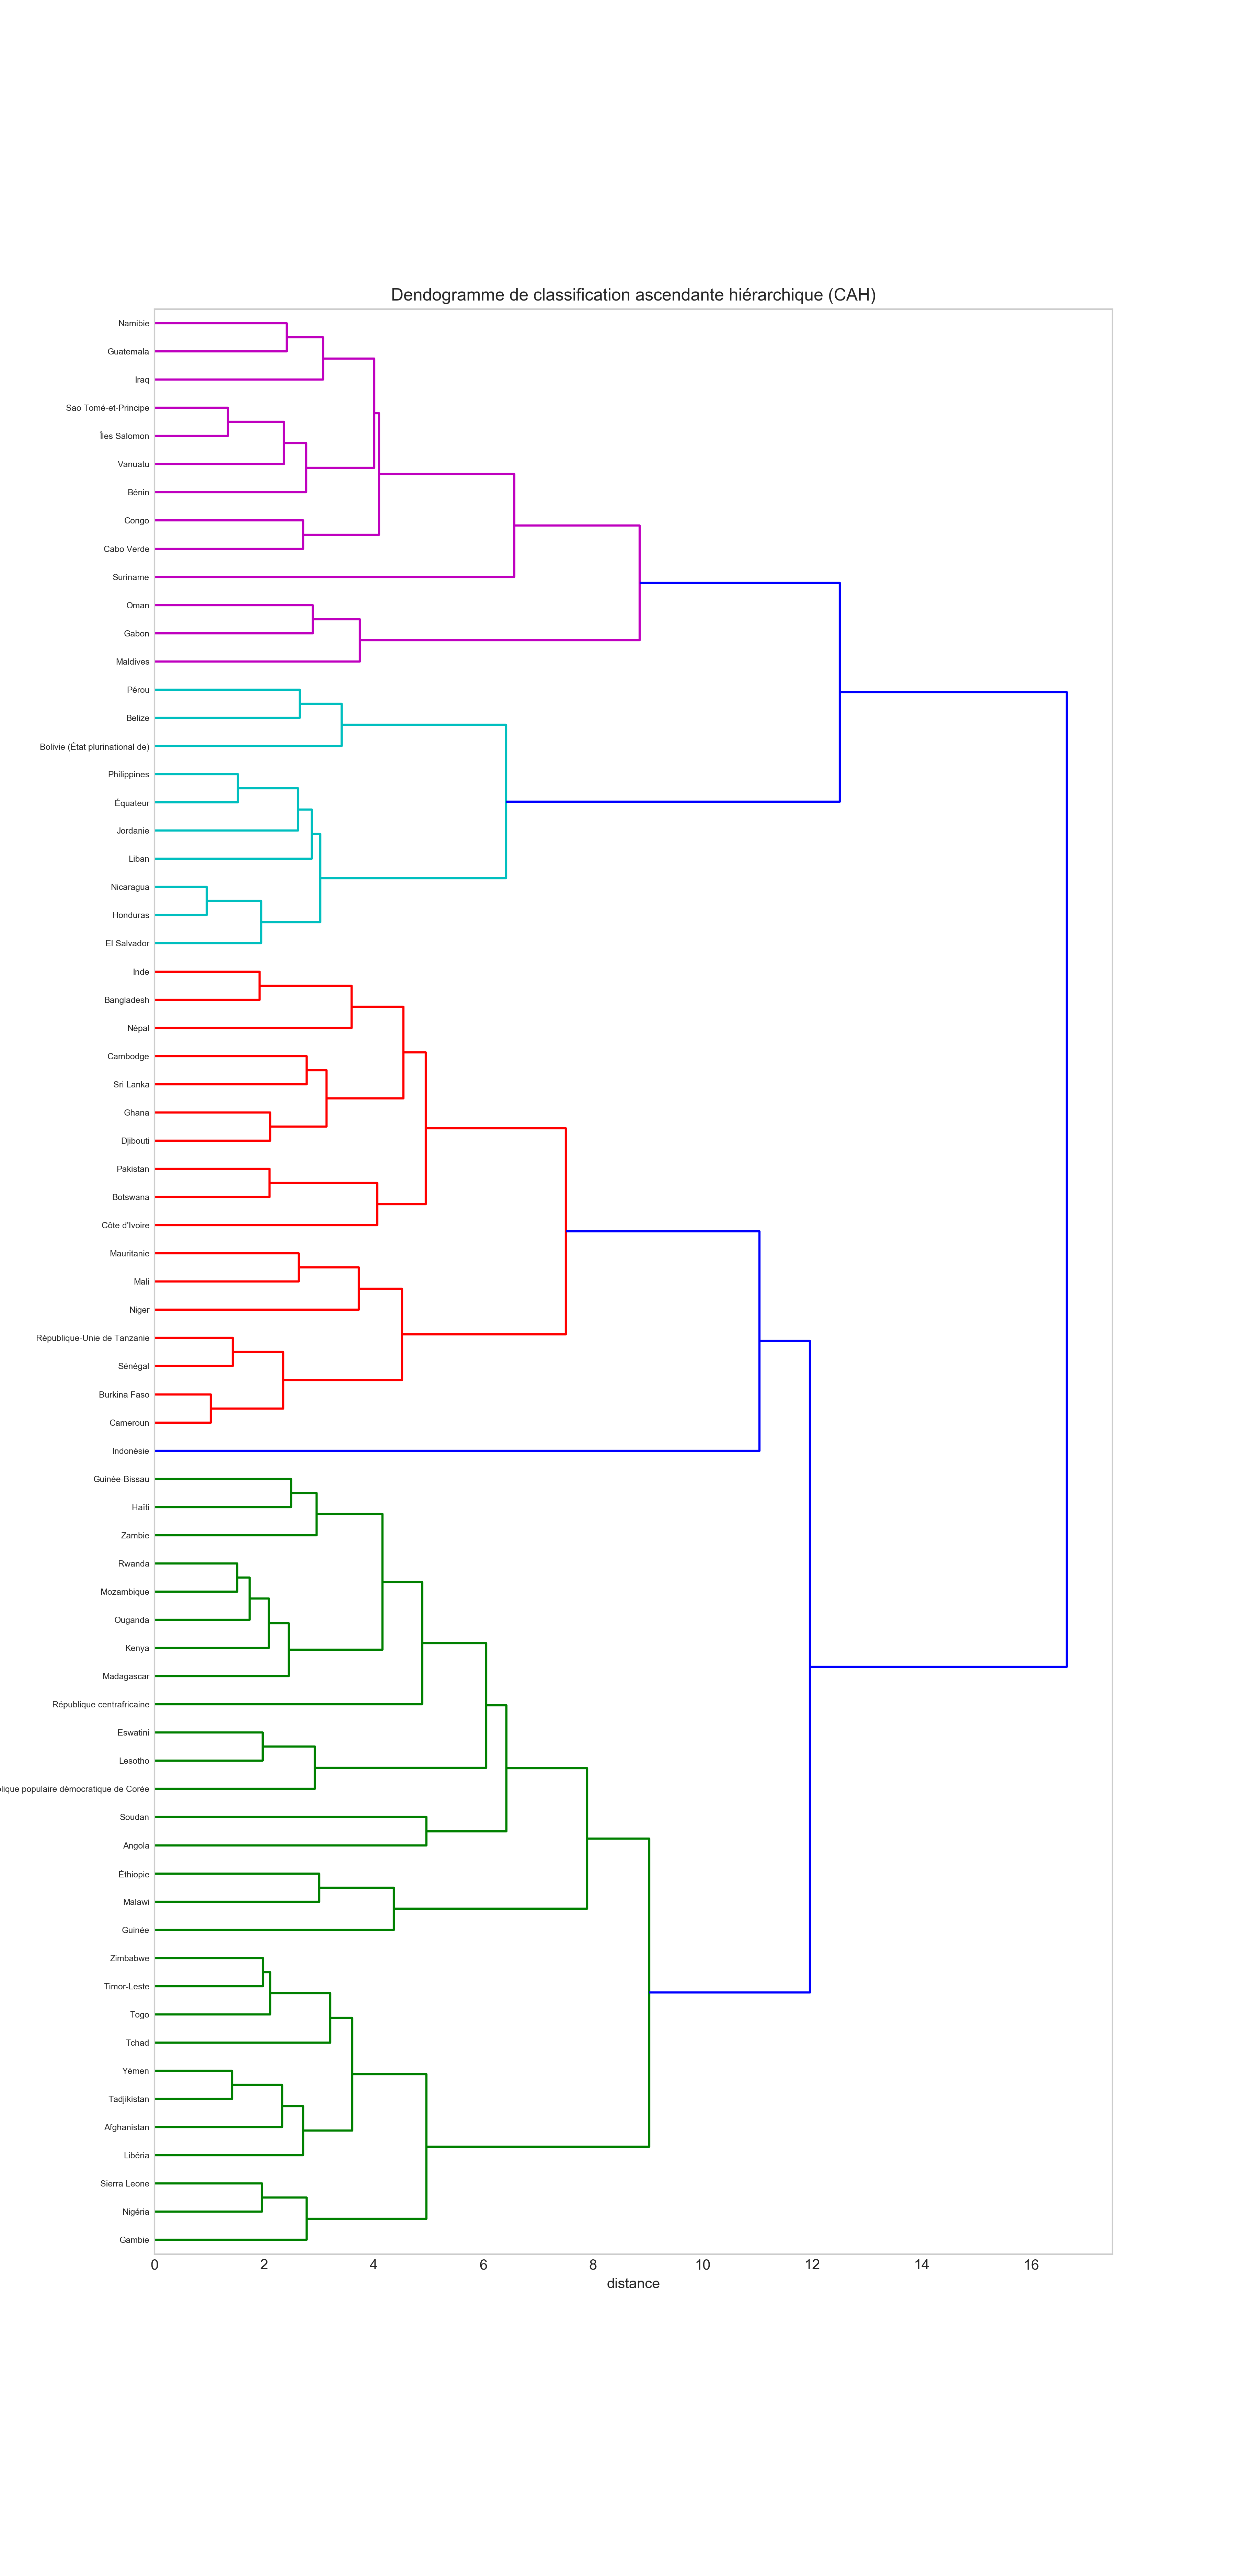 Dendogramme de classification ascendante hiérarchique (CAH)
Namibie
Guatemala
Iraq
Sao Tomé-et-Principe
Îles Salomon
Vanuatu
Bénin
Congo
Cabo Verde
Suriname
Oman
Gabon
Maldives
Pérou
Belize
Bolivie (État plurinational de)
Philippines
Équateur
Jordanie
Liban
Nicaragua
Honduras
El Salvador
Inde
Bangladesh
Népal
Cambodge
Sri Lanka
Ghana
Djibouti
Pakistan
Botswana
Côte d'Ivoire
Mauritanie
Mali
Niger
République-Unie de Tanzanie
Sénégal
Burkina Faso
Cameroun
Indonésie
Guinée-Bissau
Haïti
Zambie
Rwanda
Mozambique
Ouganda
Kenya
Madagascar
République centrafricaine
Eswatini
Lesotho
lique populaire démocratique de Corée
Soudan
Angola
Éthiopie
Malawi
Guinée
Zimbabwe
Timor-Leste
Togo
Tchad
Yémen
Tadjikistan
Afghanistan
Libéria
Sierra Leone
Nigéria
Gambie
0 2 4 6 8 10 12 14 16
distance